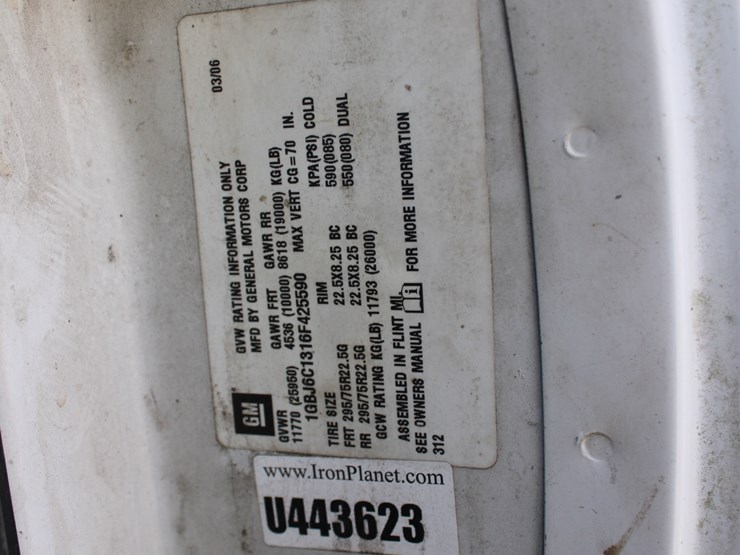 03/06
GVW RATING INFORMATION ONLY
GM MFD BY GENERAL MOTORS CORP
GVWR GAWR FRT GAWR RR
11770 (25950) 4536 (10000) 8618 (19000) KG(LB)
1GBJ6C1316F425590 MAX VERT CG=70 IN.
TIRE SIZE RIM KPA(PSI) COLD
FRT 295/75R22.5G 22.5X8.25 BC 590(085)
RR 295/75R22.5G 22.5X8.25 BC 550(080) DUAL
GCW RATING KG(LB) 11793 (26000)
ASSEMBLED IN FLINT MI.
SEE OWNERS MANUAL i FOR MORE INFORMATION
312
www.IronPlanet.com
U443623